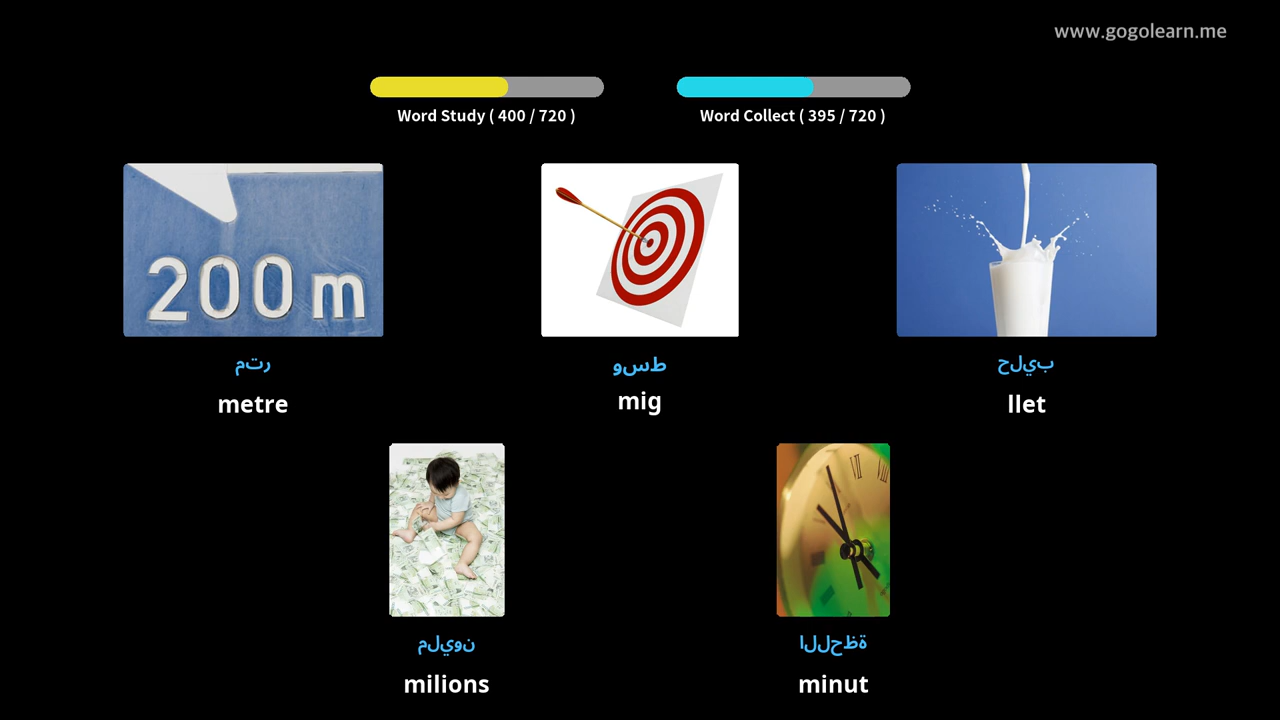 www.gogolearn.me
Word Study ( 400 / 720 )
Word Collect ( 395 / 720 )
200 m
متر
وسط
حليب
metre
mig
llet
مليون
اللحظة
milions
minut